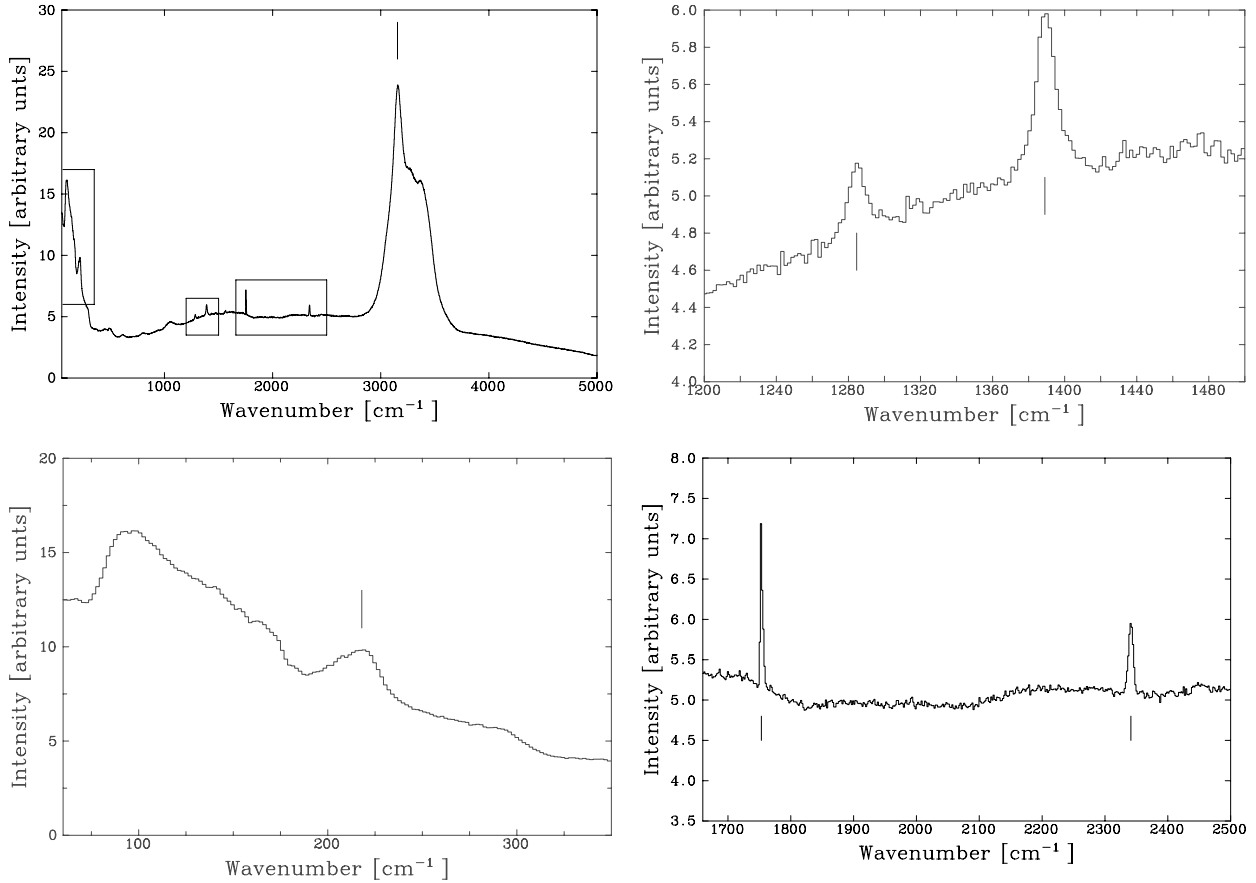 30
25
20
15
10
5
0
Intensity [arbitrary unts]
1000 2000 3000 4000 5000
Wavenumber [cm⁻¹ ]
6.0
5.8
5.6
5.4
5.2
5.0
4.8
4.6
4.4
4.2
4.0
Intensity [arbitrary unts]
1200 1240 1280 1320 1360 1400 1440 1480
Wavenumber [cm⁻¹ ]
20
15
10
5
0
Intensity [arbitrary unts]
100 200 300
Wavenumber [cm⁻¹ ]
8.0
7.5
7.0
6.5
6.0
5.5
5.0
4.5
4.0
3.5
Intensity [arbitrary unts]
1700 1800 1900 2000 2100 2200 2300 2400 2500
Wavenumber [cm⁻¹ ]